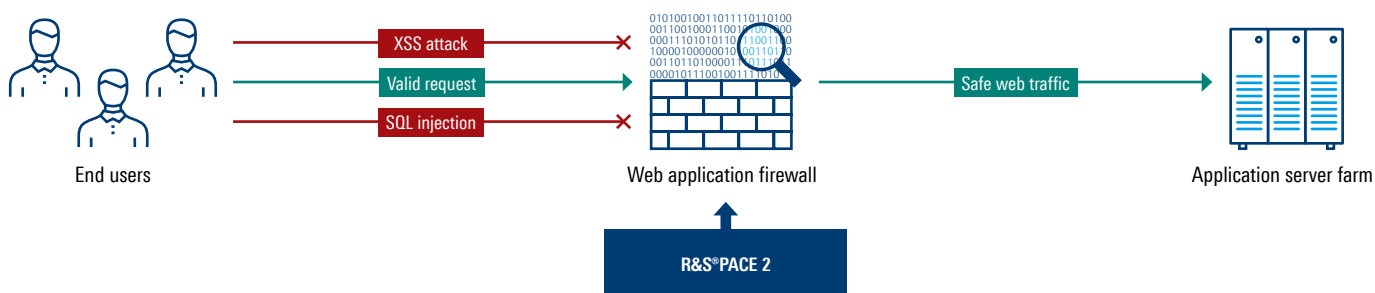 01010010011011110110100
XSS attack
Valid request
SQL injection
Safe web traffic
End users
Web application firewall
Application server farm
R&S®PACE 2